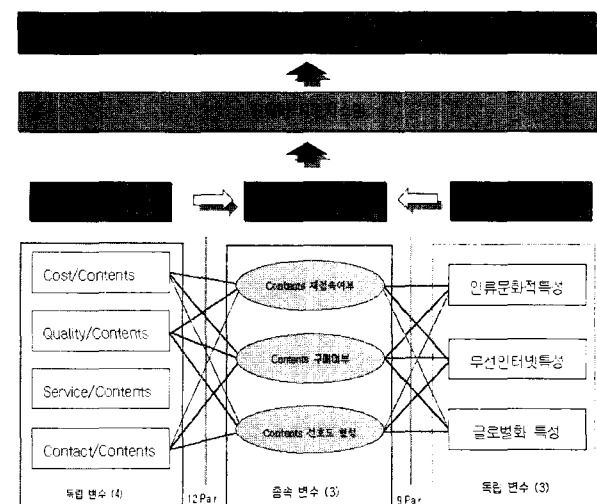 Cost/Contents
Quality/Contents
Service/Contents
Contact/Contents
독립 변수 (4)
12Par
Contents 재접속여부
Contents 구매여부
Contents 선호도 결정
종속 변수 (3)
9Par
인류문화적특성
무선인터넷특성
글로벌화 특성
독립 변수 (3)